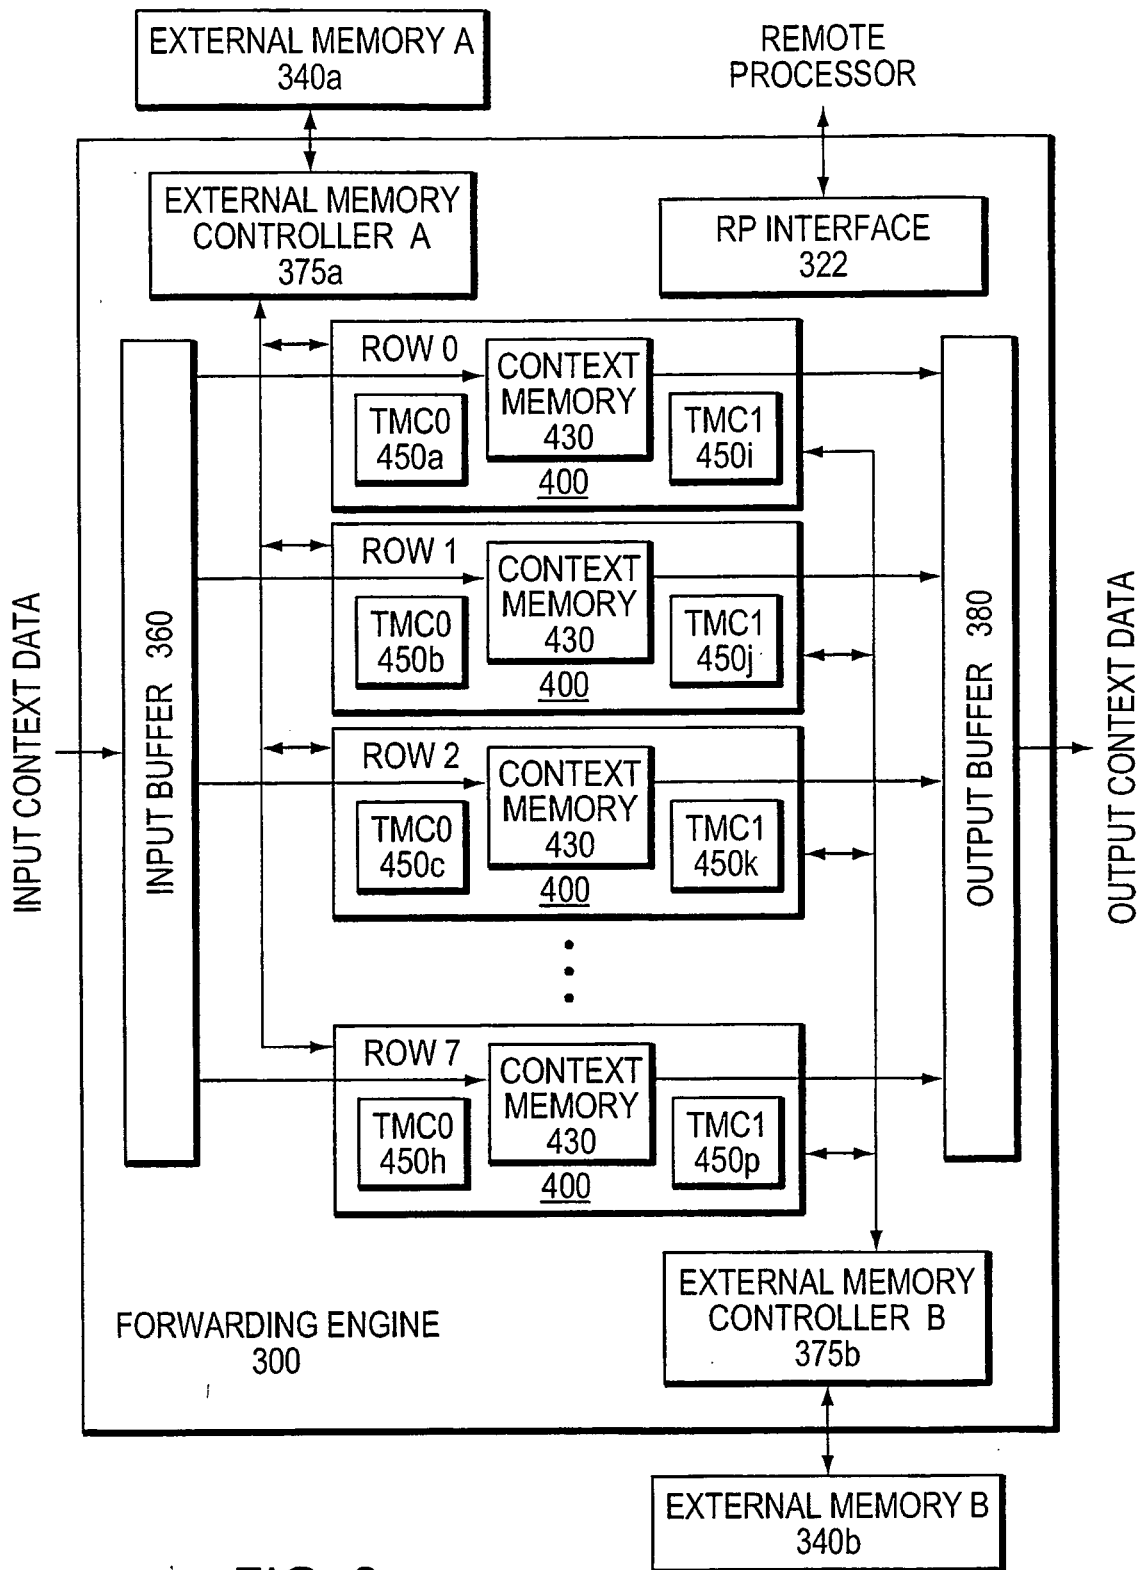 EXTERNAL MEMORY A
340a
REMOTE
PROCESSOR
EXTERNAL MEMORY
CONTROLLER A
375a
RP INTERFACE
322
INPUT CONTEXT DATA
INPUT BUFFER 360
ROW 0
CONTEXT
MEMORY
430
TMC0
450a
TMC1
450i
400
ROW 1
CONTEXT
MEMORY
430
TMC0
450b
TMC1
450j
400
ROW 2
CONTEXT
MEMORY
430
TMC0
450c
TMC1
450k
400
ROW 7
CONTEXT
MEMORY
430
TMC0
450h
TMC1
450p
400
OUTPUT BUFFER 380
OUTPUT CONTEXT DATA
EXTERNAL MEMORY
CONTROLLER B
375b
FORWARDING ENGINE
300
EXTERNAL MEMORY B
340b